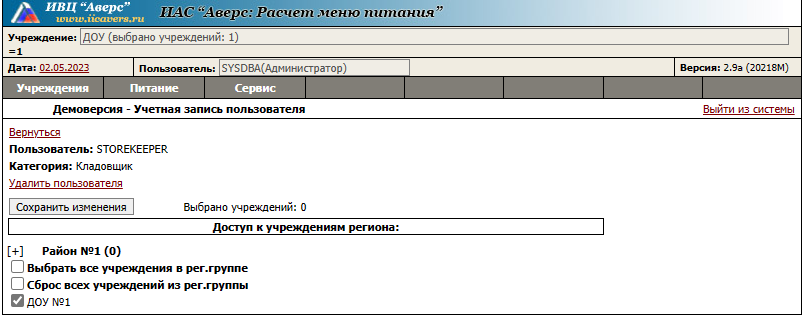 ИВЦ "Аверс"
www.iicavers.ru
ИАС "Аверс: Расчет меню питания"
Учреждение: ДОУ (выбрано учреждений: 1)
=1
Дата: 02.05.2023 Пользователь: SYSDBA(Администратор) Версия: 2.9a (20218M)
Учреждения Питание Сервис
Демоверсия - Учетная запись пользователя Выйти из системы
Вернуться
Пользователь: STOREKEEPER
Категория: Кладовщик
Удалить пользователя
Сохранить изменения Выбрано учреждений: 0
Доступ к учреждениям региона:
[+] Район №1 (0)
Выбрать все учреждения в рег.группе
Сброс всех учреждений из рег.группы
ДОУ №1